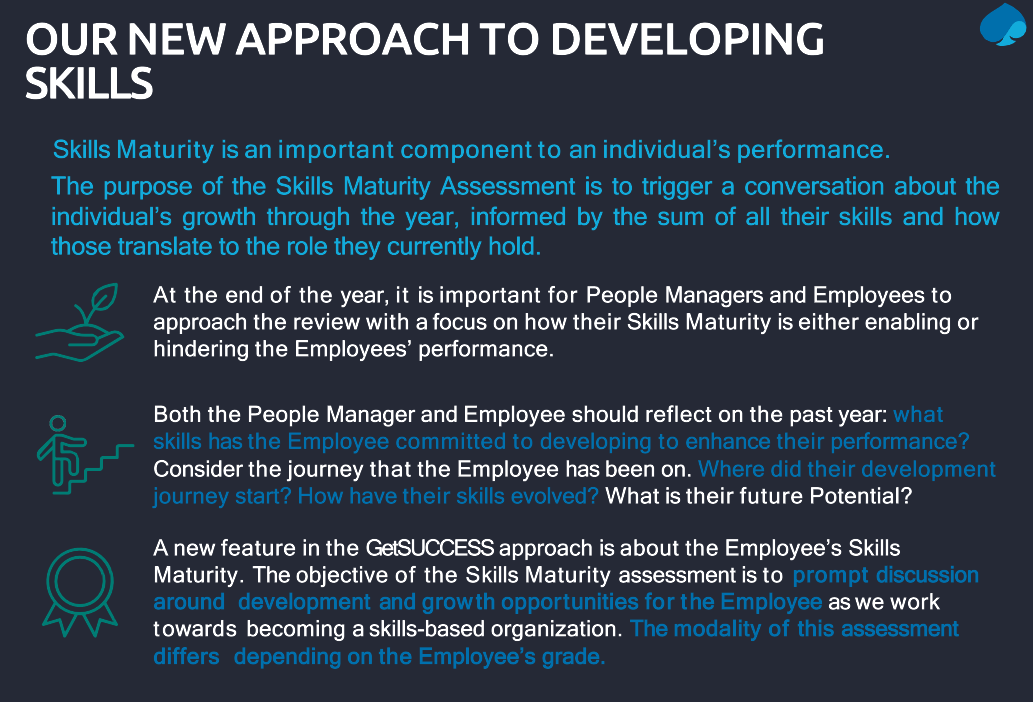 OUR NEW APPROACH TO DEVELOPING
SKILLS
Skills Maturity is an important component to an individual's performance.
The purpose of the Skills Maturity Assessment is to trigger a conversation about the
individual's growth through the year, informed by the sum of all their skills and how
those translate to the role they currently hold.
At the end of the year, it is important for People Managers and Employees to
approach the review with a focus on how their Skills Maturity is either enabling or
hindering the Employees' performance.
Both the People Manager and Employee should reflect on the past year: what
skills has the Employee committed to developing to enhance their performance?
Consider the journey that the Employee has been on. Where did their development
journey start? How have their skills evolved? What is their future Potential?
A new feature in the GetSUCCESS approach is about the Employee's Skills
Maturity. The objective of the Skills Maturity assessment is to prompt discussion
around development and growth opportunities for the Employee as we work
towards becoming a skills-based organization. The modality of this assessment
differs depending on the Employee's grade.